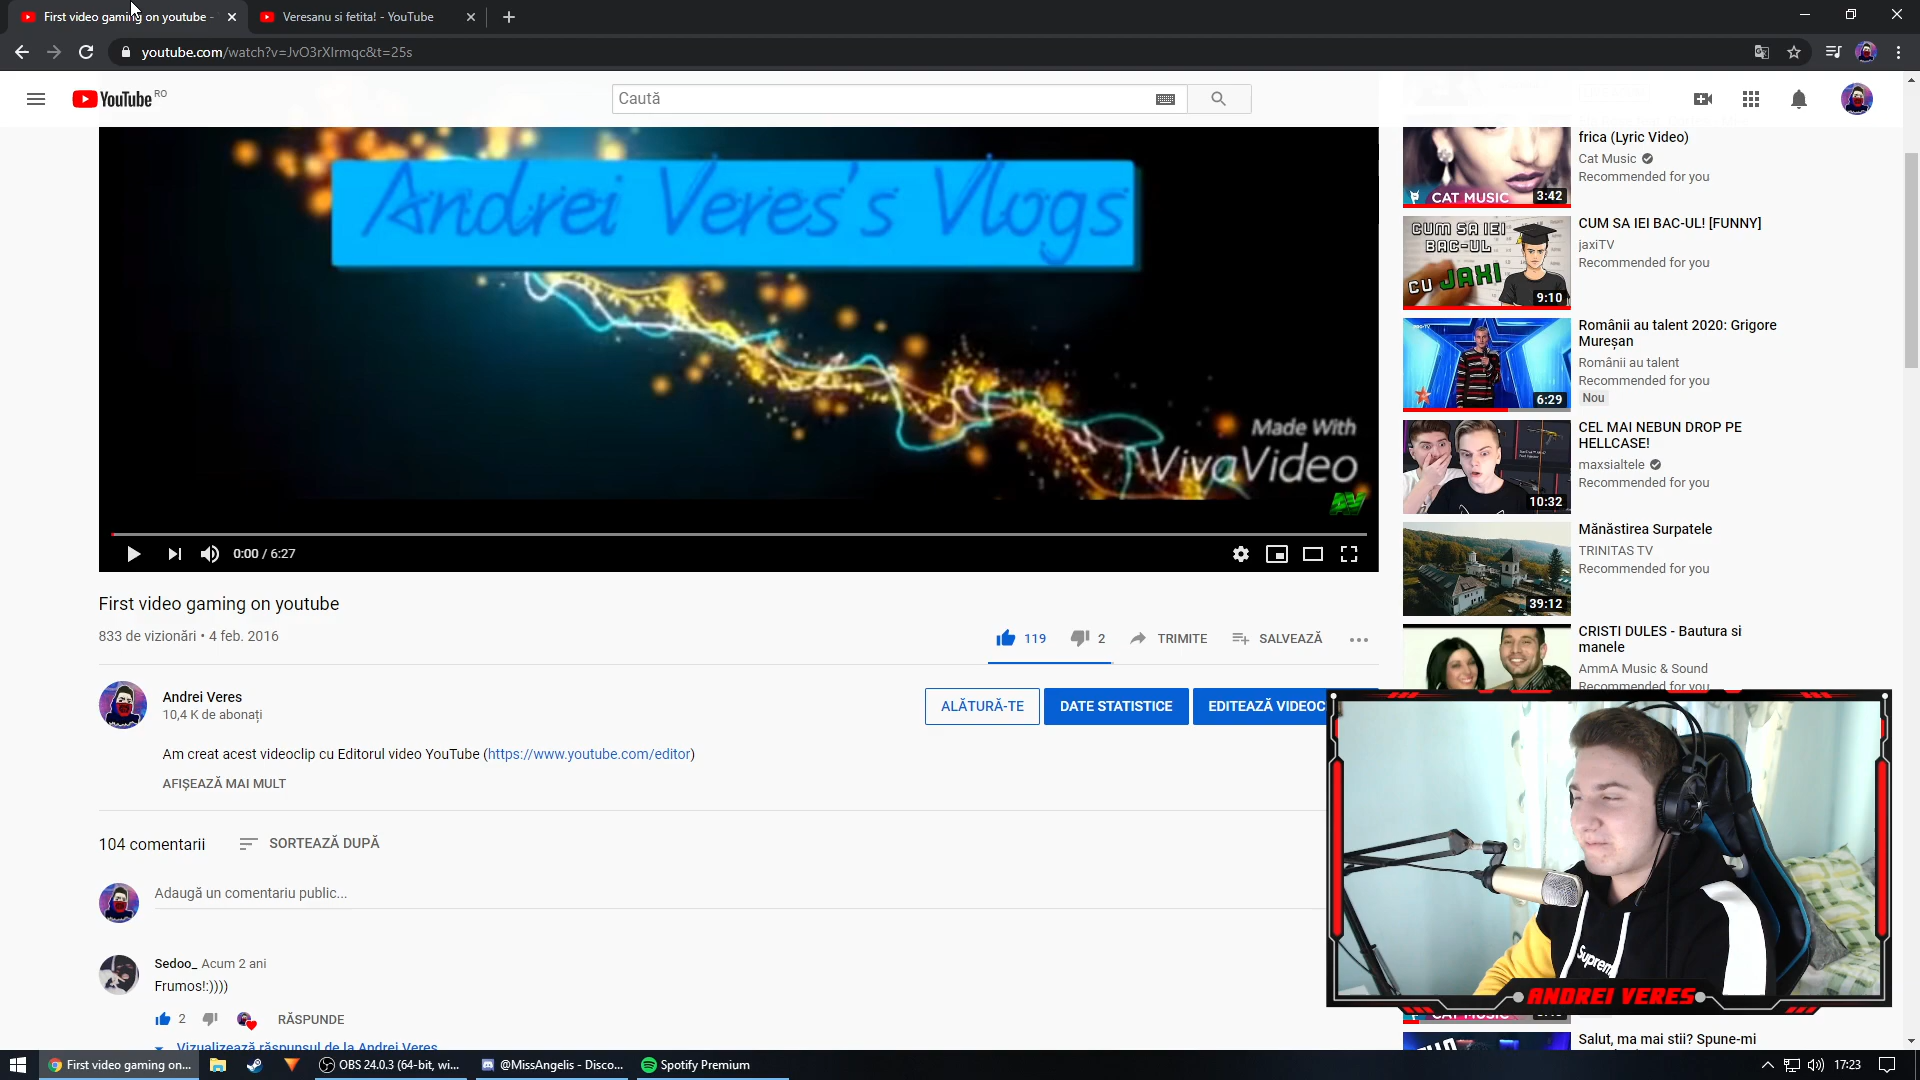 First video gaming on youtube -
Veresanu si fetita! - YouTube
youtube.com/watch?v=JvO3rXIrmqc&t=25s
YouTube RO
Caută
Andrei Veres's Vlogs
Made With
VivaVideo
AV
0:00 / 6:27
First video gaming on youtube
833 de vizionări • 4 feb. 2016
119
2
TRIMITE
SALVEAZĂ
Andrei Veres
10,4 K de abonați
ALĂTURĂ-TE
DATE STATISTICE
EDITEAZĂ VIDEOC
Am creat acest videoclip cu Editorul video YouTube (https://www.youtube.com/editor)
AFIȘEAZĂ MAI MULT
104 comentarii
SORTEAZĂ DUPĂ
Adaugă un comentariu public...
Sedoo_ Acum 2 ani
Frumos!:))))
2
RĂSPUNDE
Vizualizează răspunsul de la Andrei Veres
frica (Lyric Video)
Cat Music
Recommended for you
CAT MUSIC
3:42
CUM SA IEI BAC-UL! [FUNNY]
jaxiTV
Recommended for you
CUM SA IEI
BAC-UL
CU JAXI
9:10
Românii au talent 2020: Grigore
Mureșan
Românii au talent
Recommended for you
Nou
6:29
CEL MAI NEBUN DROP PE
HELLCASE!
maxsialtele
Recommended for you
10:32
Mănăstirea Surpatele
TRINITAS TV
Recommended for you
39:12
CRISTI DULES - Bautura si
manele
AmmA Music & Sound
Recommended for you
Supreme
ANDREI VERES
CAT MUSIC
Salut, ma mai stii? Spune-mi
First video gaming on...
OBS 24.0.3 (64-bit, wi...
@MissAngelis - Disco...
Spotify Premium
17:23